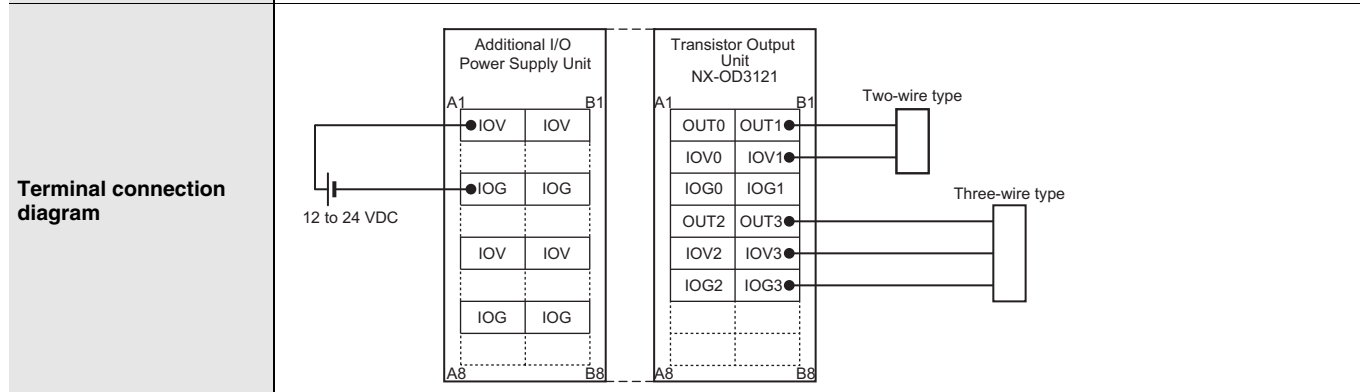 Terminal connection
diagram
12 to 24 VDC
Additional I/O
Power Supply Unit
A1 B1
IOV IOV
IOG IOG
IOV IOV
IOG IOG
A8 B8
Transistor Output
Unit
NX-OD3121
A1 B1
OUT0 OUT1
IOV0 IOV1
IOG0 IOG1
OUT2 OUT3
IOV2 IOV3
IOG2 IOG3
A8 B8
Two-wire type
Three-wire type